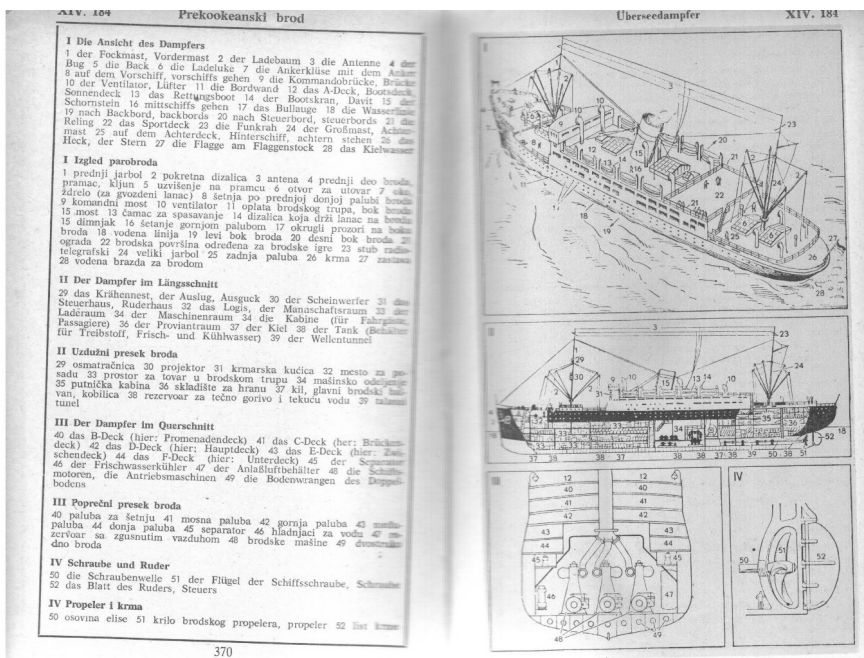 XIV. 184
Prekookeanski brod
I Die Ansicht des Dampfers
1 der Fockmast, Vordermast 2 der Ladebaum 3 die Antenne 4 der
Bug 5 die Back 6 die Ladeluke 7 die Ankerklüse mit dem Anker
8 auf dem Vorschiff, vorschiffs gehen 9 die Kommandobrücke, Brücke
10 der Ventilator, Lüfter 11 die Bordwand 12 das A-Deck, Bootsdeck,
Sonnendeck 13 das Rettungsboot 14 der Bootskran, Davit 15 der
Schornstein 16 mittschiffs gehen 17 das Bullauge 18 die Wasserlinie
19 nach Backbord, backbords 20 nach Steuerbord, steuerbords 21 die
Reling 22 das Sportdeck 23 die Funkrah 24 der Großmast, Achter-
mast 25 auf dem Achterdeck, Hinterschiff, achtern stehen 26 das
Heck, der Stern 27 die Flagge am Flaggenstock 28 das Kielwasser
I Izgled parobroda
1 prednji jarbol 2 pokretna dizalica 3 antena 4 prednji deo broda,
pramac, kljun 5 uzvišenje na pramcu 6 otvor za utovar 7
ždrelo (za gvozdeni lanac) 8 šetnja po prednjoj donjoj palubi broda
9 komandni most 10 ventilator 11 oplata brodskog trupa, bok broda
15 most 13 čamac za spasavanje 14 dizalica koja drži lanac na brodu
15 dimnjak 16 šetanje gornjom palubom 17 okrugli prozori na boku
broda 18 vodena linija 19 levi bok broda 20 desni bok broda 21
ograda 22 brodska površina određena za brodske igre 23 stub radio-
telegrafski 24 veliki jarbol 25 zadnja paluba 26 krma 27 zastava
28 vodena brazda za brodom
II Der Dampfer im Längsschnitt
29 das Krähennest, der Auslug, Ausguck 30 der Scheinwerfer 31 das
Steuerhaus, Ruderhaus 32 das Logis, der Manuschaftsraum 33 der
Laderaum 34 der Maschinenraum 34 die Kabine (für Fahrgäste,
Passagiere) 36 der Proviantraum 37 der Kiel 38 der Tank (Behälter
für Treibstoff, Frisch- und Kühlwasser) 39 der Wellentunnel
II Uzdužni presek broda
29 osmatračnica 30 projektor 31 krmarska kućica 32 mesto za po-
sadu 33 prostor za tovar u brodskom trupu 34 mašinsko odeljenje
35 putnička kabina 36 skladište za hranu 37 kil, glavni brodski
van, kobilica 38 rezervoar za tečno gorivo i tekuću vodu 39
tunel
III Der Dampfer im Querschnitt
40 das B-Deck (hier: Promenadendeck) 41 das C-Deck (her: Brücken-
deck) 42 das D-Deck (hier: Hauptdeck) 43 das E-Deck (hier: Zwi-
schendeck) 44 das F-Deck (hier: Unterdeck) 45 der Separator
46 der Frischwasserkühler 47 der Anlaßluftbehälter 48 die Schiffs-
motoren, die Antriebsmaschinen 49 die Bodenwrangen des Doppel-
bodens
III Poprečni presek broda
40 paluba za šetnju 41 mosna paluba 42 gornja paluba 43 među-
paluba 44 donja paluba 45 separator 46 hladnjaci za vodu 47 re-
zervoar sa zgusnutim vazduhom 48 brodske mašine 49 dvostruko
dno broda
IV Schraube und Ruder
50 die Schraubenwelle 51 der Flügel der Schiffsschraube, Schraube
52 das Blatt des Ruders, Steuers
IV Propeler i krma
50 osovina elise 51 krilo brodskog propelera, propeler 52 list krme
370
Überseedampfer
XIV. 184
IV